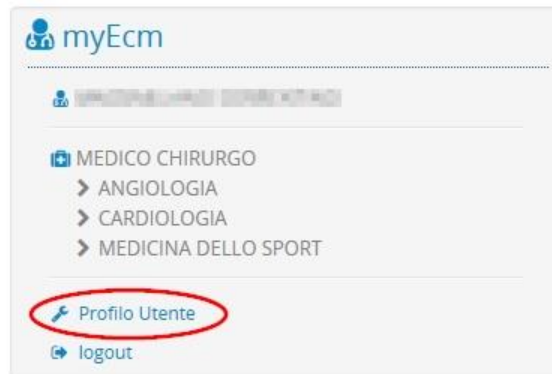 myEcm
MEDICO CHIRURGO
ANGIOLOGIA
CARDIOLOGIA
MEDICINA DELLO SPORT
Profilo Utente
logout